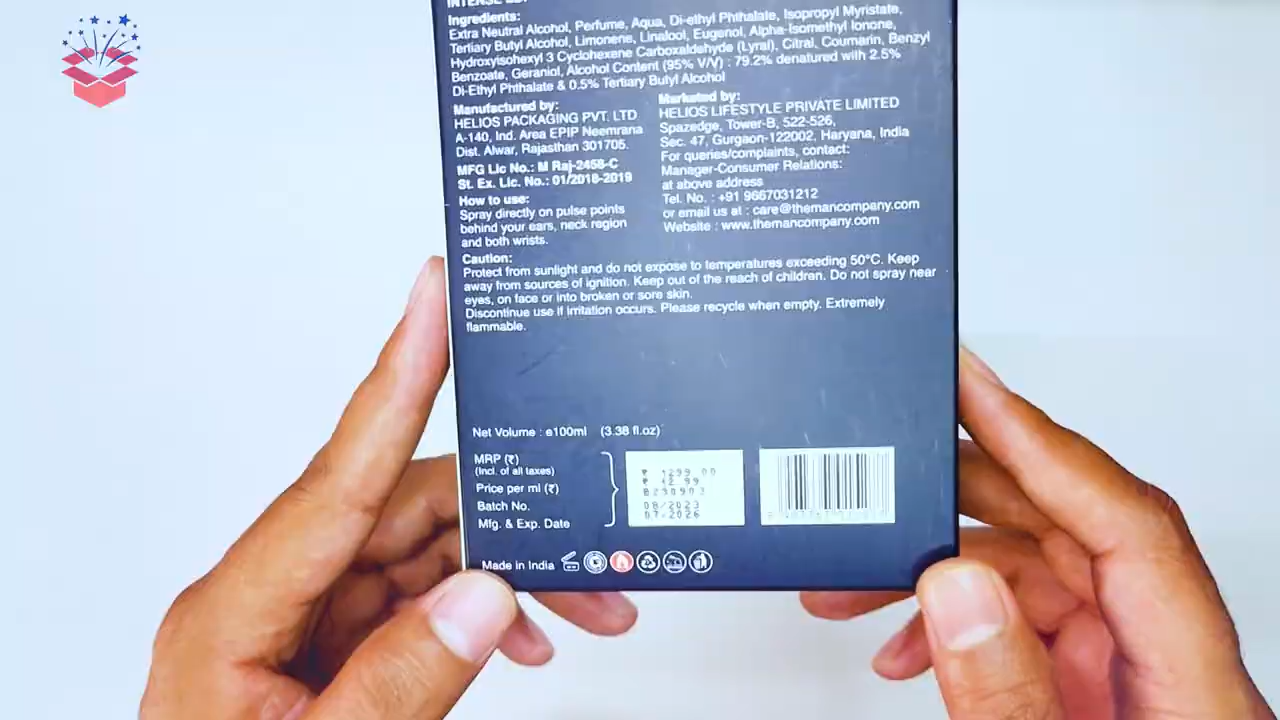 Ingredients:
Extra Neutral Alcohol, Perfume, Aqua, Di-ethyl Phthalate, Isopropyl Myristate,
Tertiary Butyl Alcohol, Limonene, Linalool, Eugenol, Alpha-Isomethyl Ionone,
Hydroxyisohexyl 3 Cyclohexene Carboxaldehyde (Lyral), Citral, Coumarin, Benzyl
Benzoate, Geraniol, Alcohol Content (95% V/V) : 79.2% denatured with 2.5%
Di-Ethyl Phthalate & 0.5% Tertiary Butyl Alcohol
Manufactured by:
HELIOS PACKAGING PVT. LTD
A-140, Ind. Area EPIP Neemrana
Dist. Alwar, Rajasthan 301705.
MFG Lic No.: M Raj-2458-C
St. Ex. Lic. No.: 01/2018-2019
How to use:
Spray directly on pulse points
behind your ears, neck region
and both wrists.
Marketed by:
HELIOS LIFESTYLE PRIVATE LIMITED
Spazedge, Tower-B, 522-526,
Sec. 47, Gurgaon-122002, Haryana, India
For queries/complaints, contact:
Manager-Consumer Relations:
at above address
Tel. No. : +91 9667031212
or email us at : care@themancompany.com
Website : www.themancompany.com
Caution:
Protect from sunlight and do not expose to temperatures exceeding 50°C. Keep
away from sources of ignition. Keep out of the reach of children. Do not spray near
eyes, on face or into broken or sore skin.
Discontinue use if irritation occurs. Please recycle when empty. Extremely
flammable.
Net Volume : e100ml (3.38 fl.oz)
MRP (₹)
(Incl. of all taxes)
Price per ml (₹)
Batch No.
Mfg. & Exp. Date
₹ 1299.00
₹ 12.99
B230903
08/2023
07/2026
Made in India